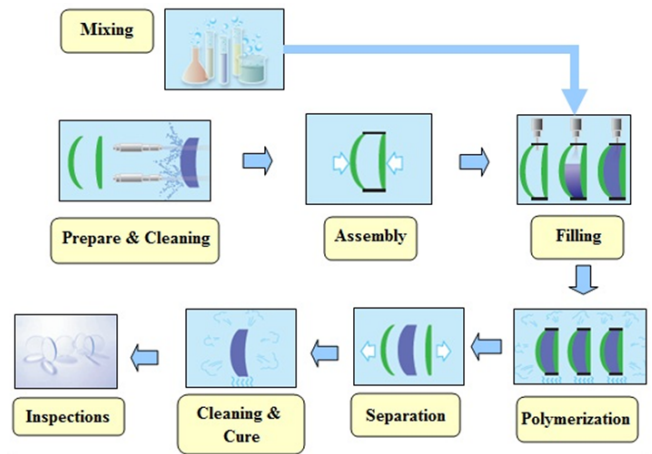 Mixing
Prepare & Cleaning
Assembly
Filling
Inspections
Cleaning &
Cure
Separation
Polymerization